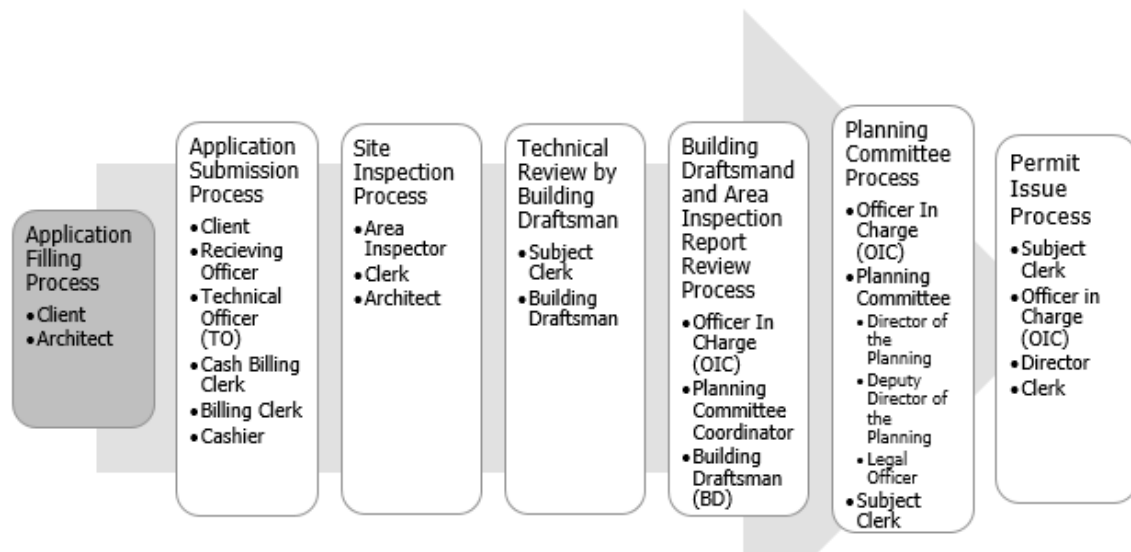 Application
Filling
Process
•Client
•Architect
Application
Submission
Process
•Client
•Recieving
Officer
•Technical
Officer
(TO)
•Cash Billing
Clerk
•Billing Clerk
•Cashier
Site
Inspection
Process
•Area
Inspector
•Clerk
•Architect
Technical
Review by
Building
Draftsman
•Subject
Clerk
•Building
Draftsman
Building
Draftsmand
and Area
Inspection
Report
Review
Process
•Officer In
CHarge
(OIC)
•Planning
Committee
Coordinator
•Building
Draftsman
(BD)
Planning
Committee
Process
•Officer In
Charge
(OIC)
•Planning
Committee
•Director of
the
Planning
•Deputy
Director of
the
Planning
•Legal
Officer
•Subject
Clerk
Permit
Issue
Process
•Subject
Clerk
•Officer in
Charge
(OIC)
•Director
•Clerk